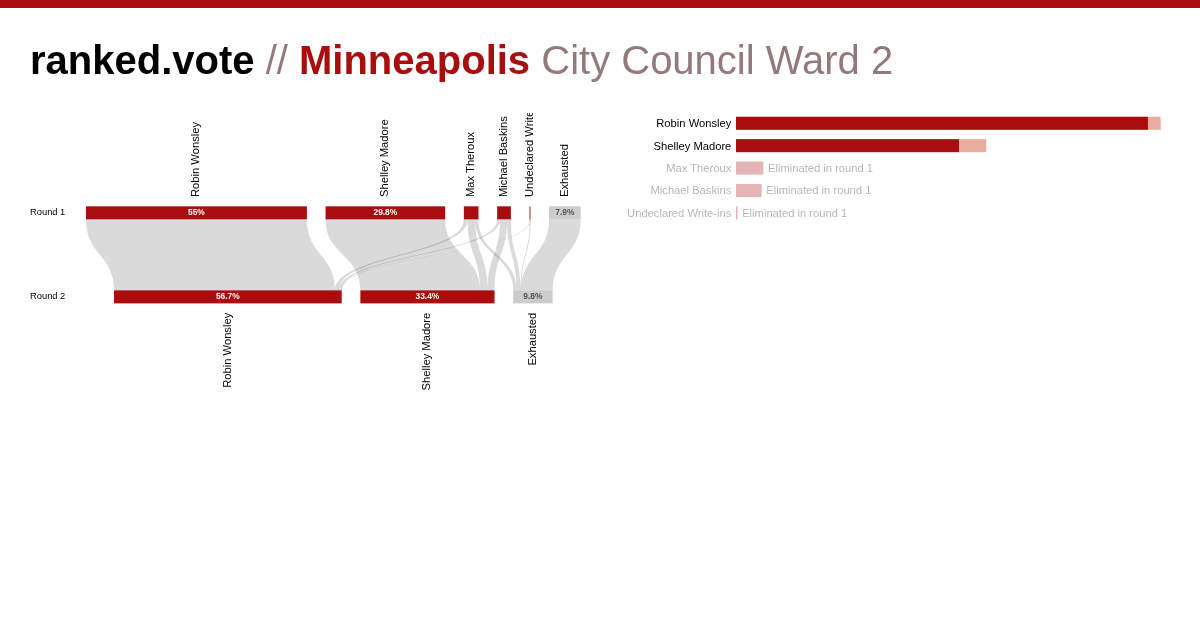 ranked.vote // Minneapolis City Council Ward 2
Robin Wonsley
Shelley Madore
Max Theroux
Michael Baskins
Undeclared Write
Exhausted
Round 1
55%
29.8%
7.9%
Round 2
56.7%
33.4%
9.8%
Robin Wonsley
Shelley Madore
Exhausted
Robin Wonsley
Shelley Madore
Max Theroux Eliminated in round 1
Michael Baskins Eliminated in round 1
Undeclared Write-ins Eliminated in round 1